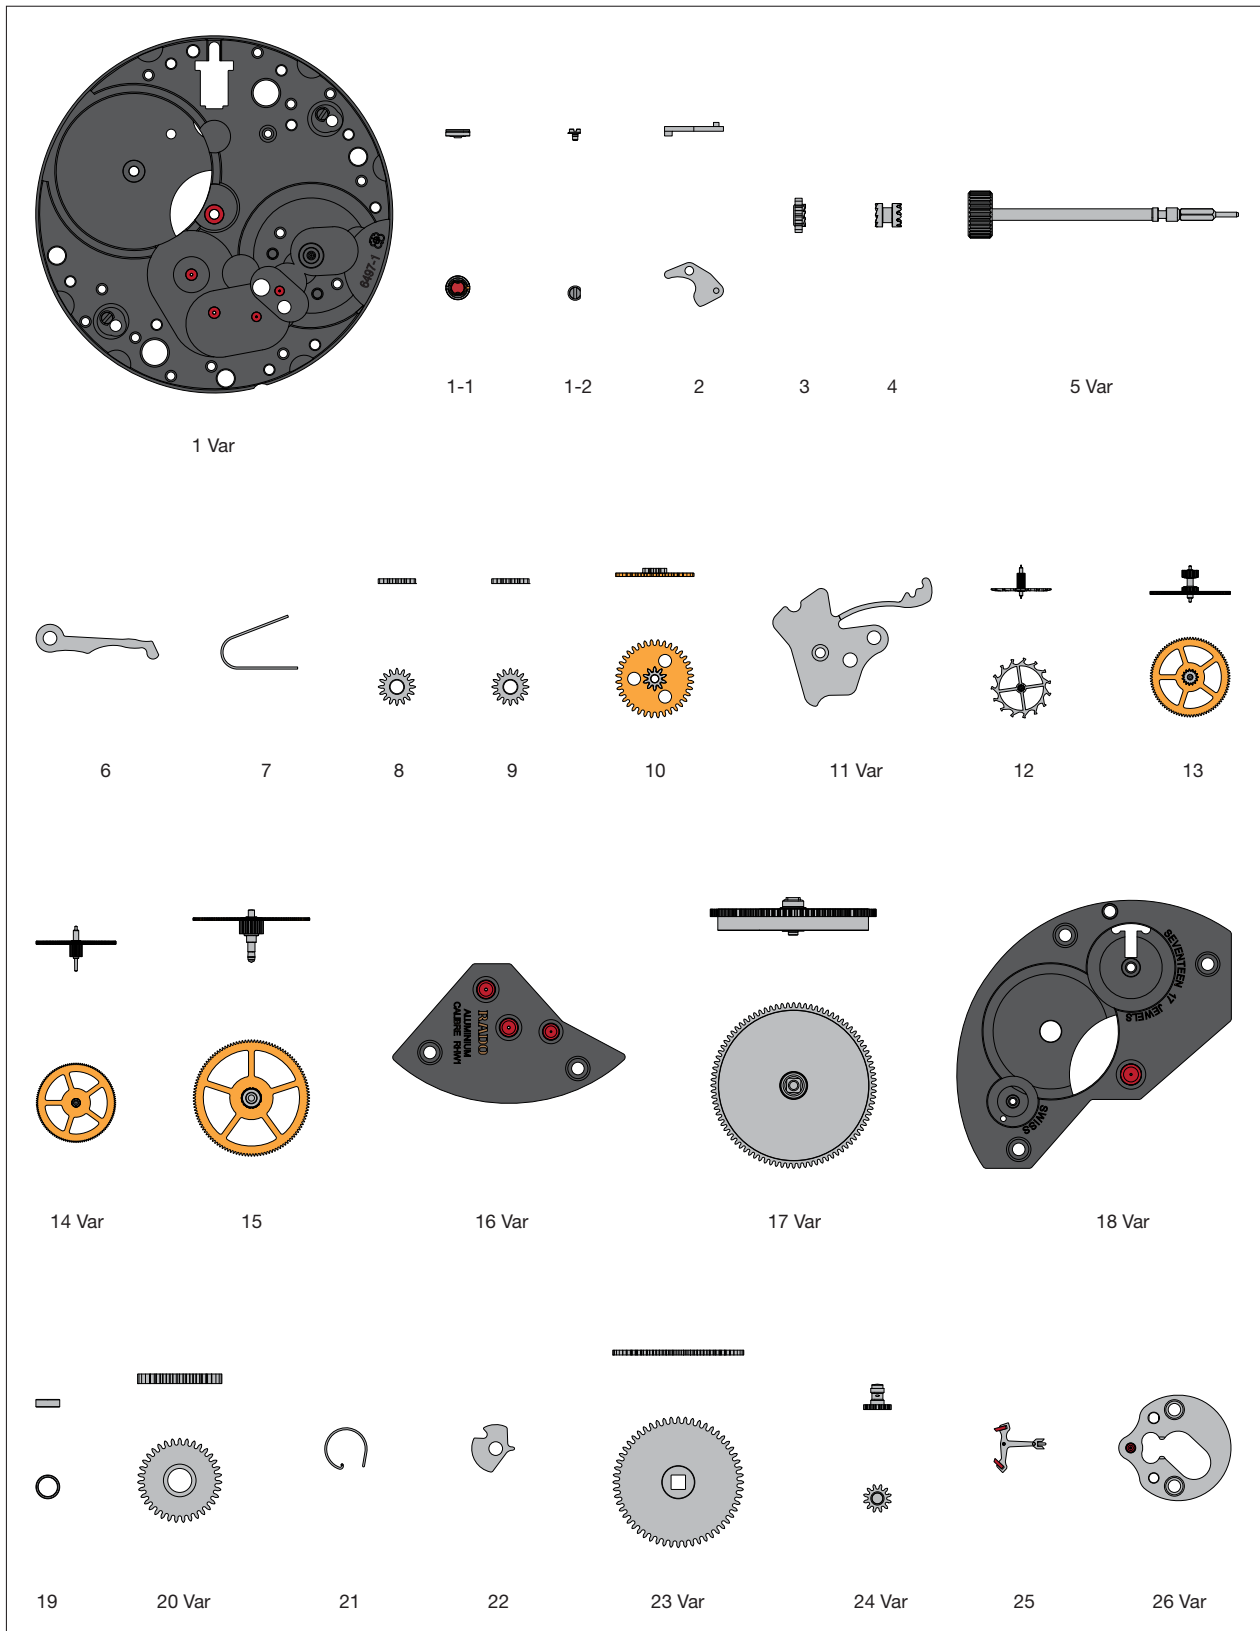 6497-1
1-1
1-2
2
3
4
5 Var
1 Var
6
7
8
9
10
11 Var
12
13
RADO
ALUMINIUM
CALIBRE RHW1
SEVENTEEN 17 JEWELS
SWISS
14 Var
15
16 Var
17 Var
18 Var
19
20 Var
21
22
23 Var
24 Var
25
26 Var